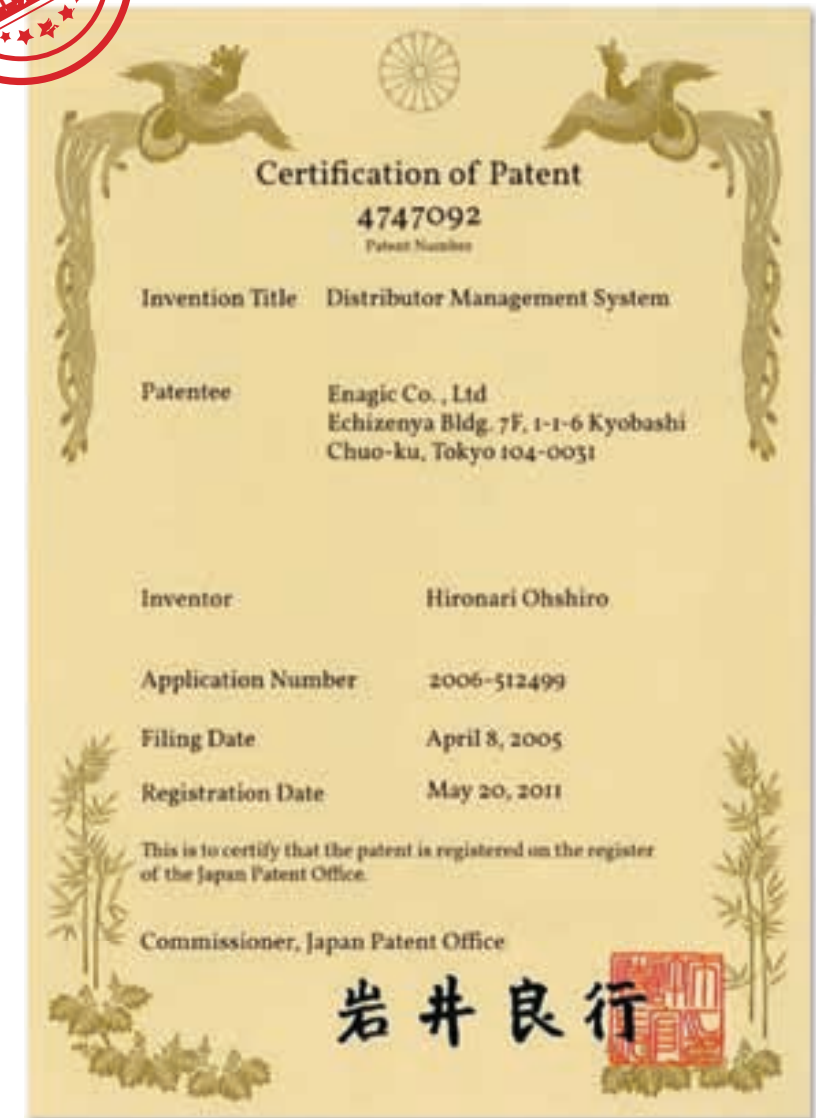 Certification of Patent
4747092
Patent Number
Invention Title Distributor Management System
Patentee Enagic Co. , Ltd
Echizenya Bldg. 7F, 1-1-6 Kyobashi
Chuo-ku, Tokyo 104-0031
Inventor Hironari Ohshiro
Application Number 2006-512499
Filing Date April 8, 2005
Registration Date May 20, 2011
This is to certify that the patent is registered on the register
of the Japan Patent Office.
Commissioner, Japan Patent Office
岩井良行